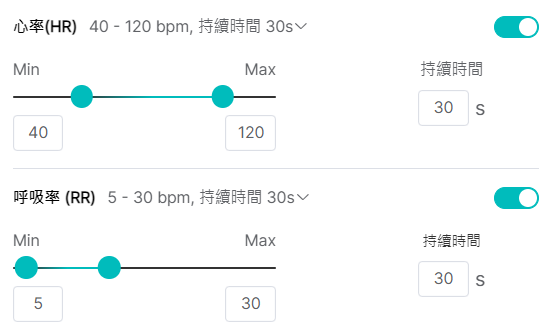 心率(HR) 40 - 120 bpm, 持續時間 30s
Min Max 持續時間
40 120 30 S
呼吸率 (RR) 5 - 30 bpm, 持續時間 30s
Min Max 持續時間
5 30 30 S